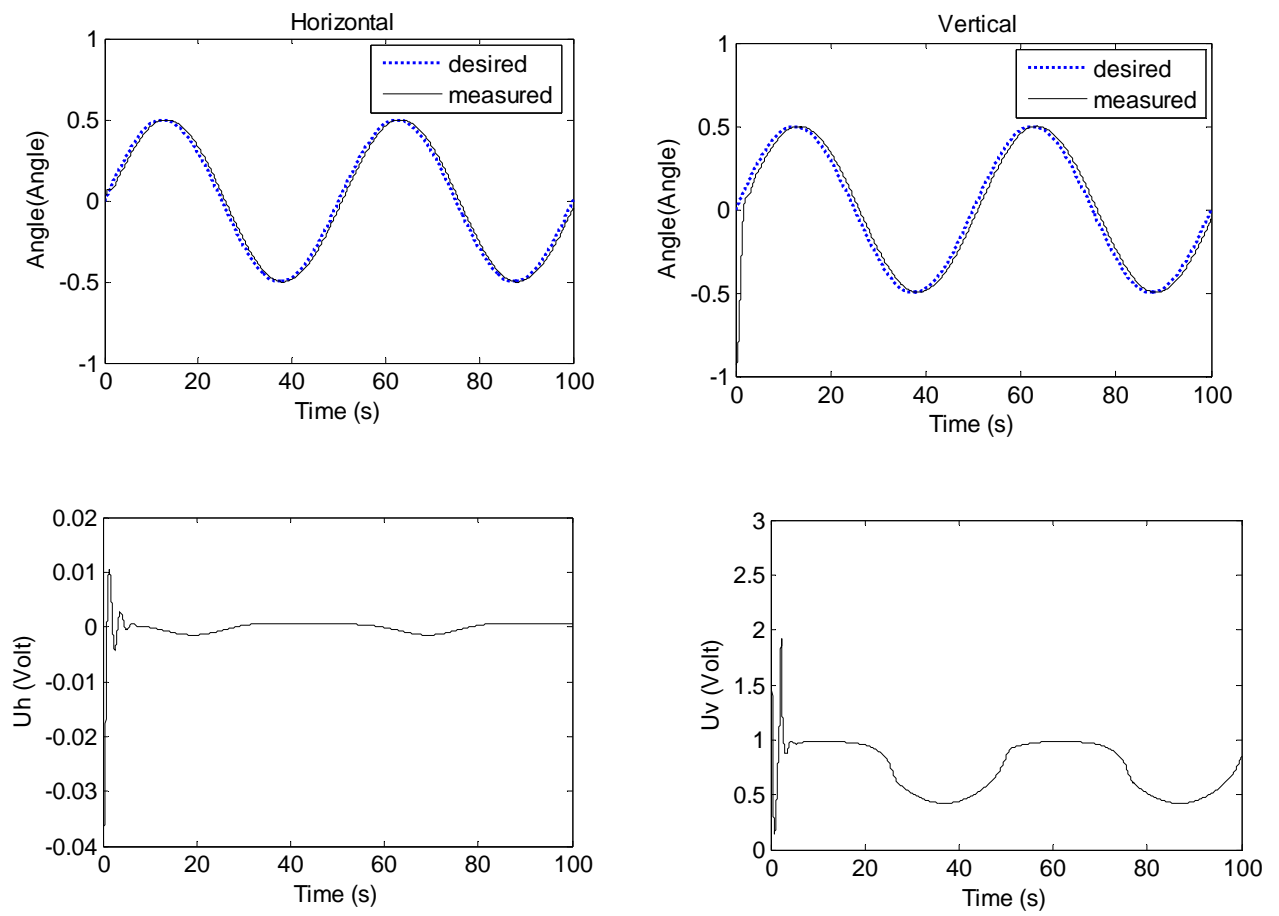 Horizontal
1
0.5
0
-0.5
-1
Angle(Angle)
desired
measured
0 20 40 60 80 100
Time (s)
Vertical
1
0.5
0
-0.5
-1
Angle(Angle)
desired
measured
0 20 40 60 80 100
Time (s)
0.02
0.01
0
-0.01
-0.02
-0.03
-0.04
Uh (Volt)
0 20 40 60 80 100
Time (s)
3
2.5
2
1.5
1
0.5
0
Uv (Volt)
0 20 40 60 80 100
Time (s)